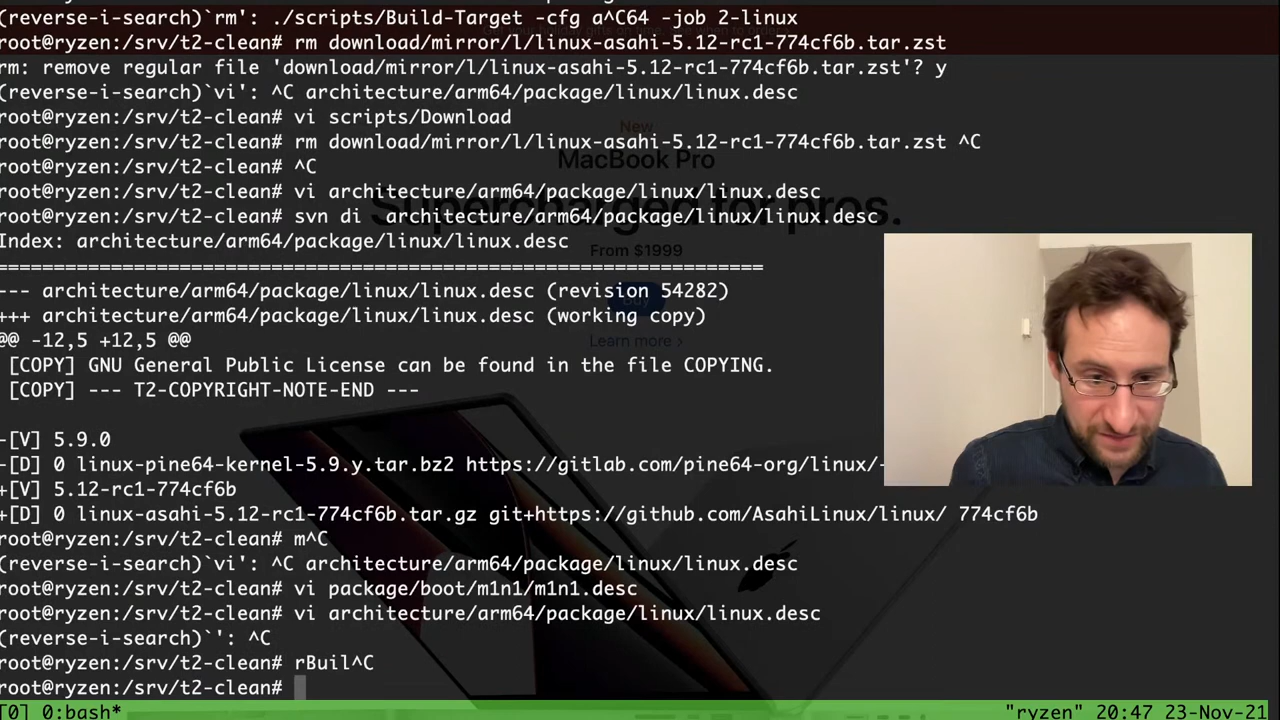 (reverse-i-search)`rm': ./scripts/Build-Target -cfg a^C64 -job 2-linux
root@ryzen:/srv/t2-clean# rm download/mirror/l/linux-asahi-5.12-rc1-774cf6b.tar.zst
rm: remove regular file 'download/mirror/l/linux-asahi-5.12-rc1-774cf6b.tar.zst'? y
(reverse-i-search)`vi': ^C architecture/arm64/package/linux/linux.desc
root@ryzen:/srv/t2-clean# vi scripts/Download
New
root@ryzen:/srv/t2-clean# rm download/mirror/l/linux-asahi-5.12-rc1-774cf6b.tar.zst ^C
MacBook Pro
root@ryzen:/srv/t2-clean# ^C
root@ryzen:/srv/t2-clean# vi architecture/arm64/package/linux/linux.desc
Supercharged for pros.
root@ryzen:/srv/t2-clean# svn di  architecture/arm64/package/linux/linux.desc
Index: architecture/arm64/package/linux/linux.desc
From $1999
===================================================================
--- architecture/arm64/package/linux/linux.desc (revision 54282)
Buy
+++ architecture/arm64/package/linux/linux.desc (working copy)
@@ -12,5 +12,5 @@
Learn more >
[COPY] GNU General Public License can be found in the file COPYING.
[COPY] --- T2-COPYRIGHT-NOTE-END ---
-[V] 5.9.0
-[D] 0 linux-pine64-kernel-5.9.y.tar.bz2 https://gitlab.com/pine64-org/linux/-
+[V] 5.12-rc1-774cf6b
+[D] 0 linux-asahi-5.12-rc1-774cf6b.tar.gz git+https://github.com/AsahiLinux/linux/ 774cf6b
root@ryzen:/srv/t2-clean# m^C
(reverse-i-search)`vi': ^C architecture/arm64/package/linux/linux.desc
root@ryzen:/srv/t2-clean# vi package/boot/m1n1/m1n1.desc
root@ryzen:/srv/t2-clean# vi architecture/arm64/package/linux/linux.desc
(reverse-i-search)`': ^C
root@ryzen:/srv/t2-clean# rBuil^C
root@ryzen:/srv/t2-clean#
[0] 0:bash* "ryzen" 20:47 23-Nov-21